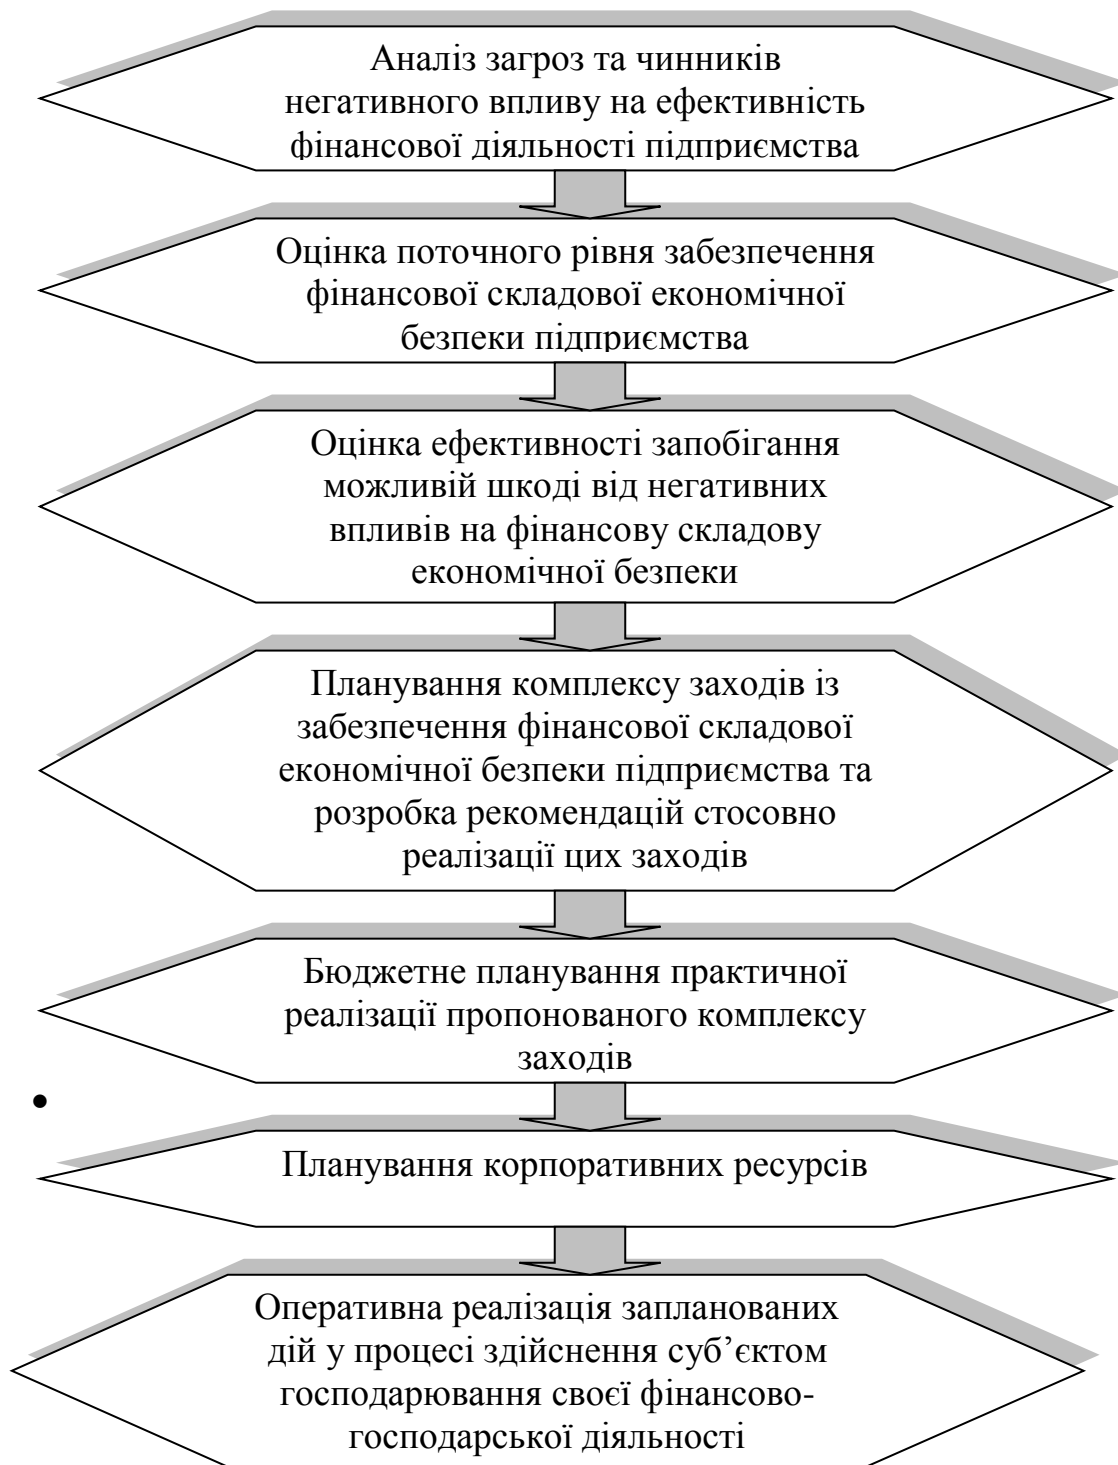 Аналіз загроз та чинників
негативного впливу на ефективність
фінансової діяльності підприємства
Оцінка поточного рівня забезпечення
фінансової складової економічної
безпеки підприємства
Оцінка ефективності запобігання
можливій шкоді від негативних
впливів на фінансову складову
економічної безпеки
Планування комплексу заходів із
забезпечення фінансової складової
економічної безпеки підприємства та
розробка рекомендацій стосовно
реалізації цих заходів
Бюджетне планування практичної
реалізації пропонованого комплексу
заходів
•
Планування корпоративних ресурсів
Оперативна реалізація запланованих
дій у процесі здійснення суб’єктом
господарювання своєї фінансово-
господарської діяльності